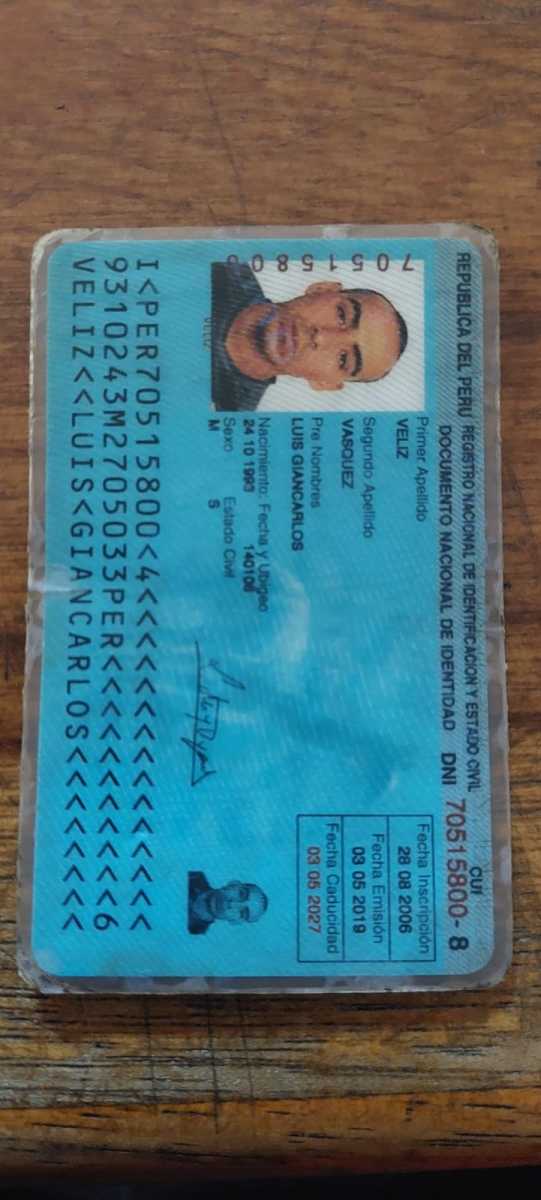 REPUBLICA DEL PERU REGISTRO NACIONAL DE IDENTIFICACION Y ESTADO CIVIL
DOCUMENTO NACIONAL DE IDENTIDAD DNI
CUI
70515800-8
Primer Apellido
VELIZ
Segundo Apellido
VASQUEZ
Pre Nombres
LUIS GIANCARLOS
Nacimiento: Fecha y Ubigeo
24 10 1993 140106
Sexo Estado Civil
M S
Fecha Inscripción
28 08 2006
Fecha Emisión
03 05 2019
Fecha Caducidad
03 05 2027
I<PER70515800<4<<<<<<<<<<<<<<<
9310243M2705033PER<<<<<<<<<<<6
VELIZ<<LUIS<GIANCARLOS<<<<<<<<